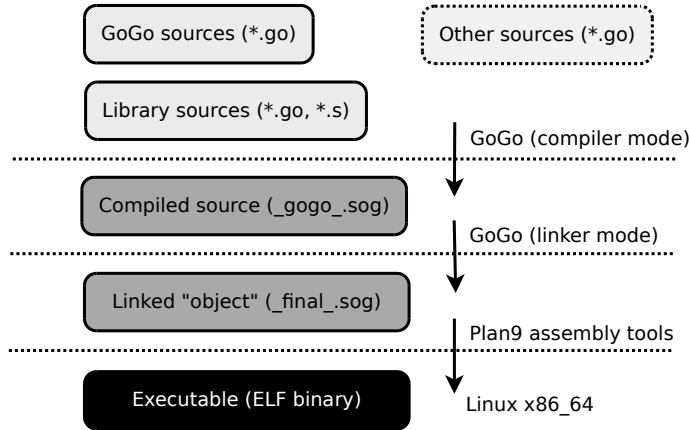 GoGo sources (*.go)
Other sources (*.go)
Library sources (*.go, *.s)
GoGo (compiler mode)
Compiled source (_gogo_.sog)
GoGo (linker mode)
Linked "object" (_final_.sog)
Plan9 assembly tools
Executable (ELF binary)
Linux x86_64